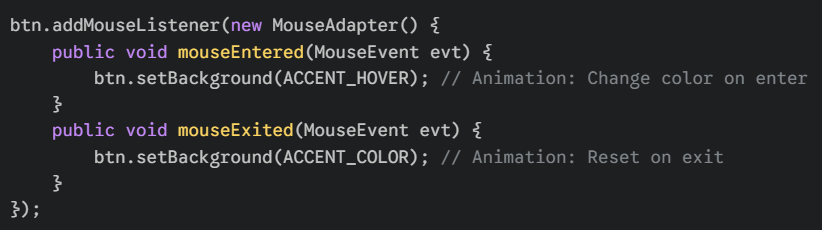 btn.addMouseListener(new MouseAdapter() {
    public void mouseEntered(MouseEvent evt) {
        btn.setBackground(ACCENT_HOVER); // Animation: Change color on enter
    }
    public void mouseExited(MouseEvent evt) {
        btn.setBackground(ACCENT_COLOR); // Animation: Reset on exit
    }
});